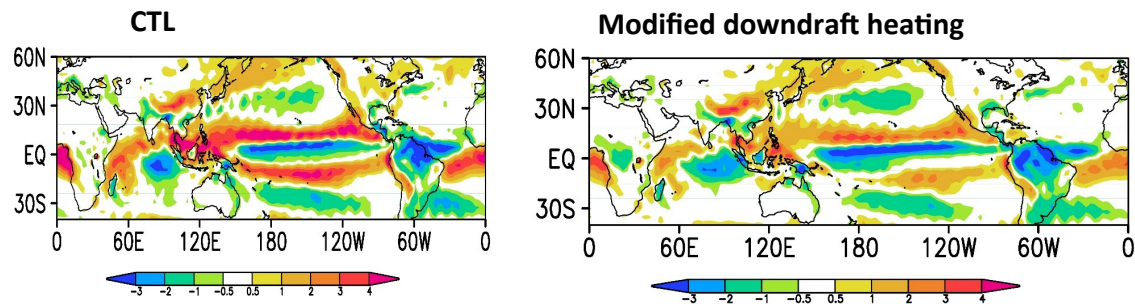 CTL
Modified downdraft heating
60N
30N
EQ
30S
0 60E 120E 180 120W 60W 0
-3 -2 -1 -0.5 0.5 1 2 3 4
60N
30N
EQ
30S
60E 120E 180 120W 60W 0
-3 -2 -1 -0.5 0.5 1 2 3 4